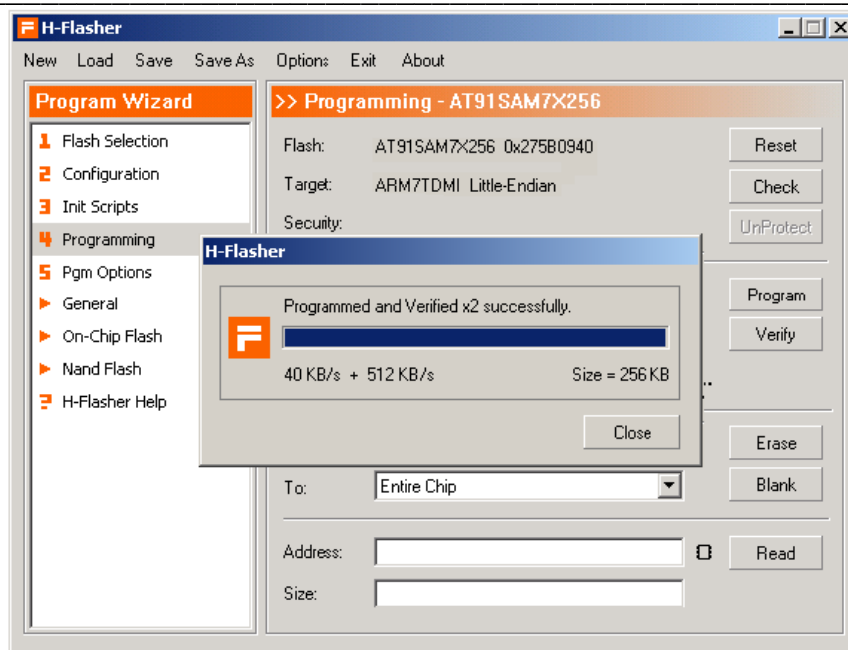 H-Flasher
New Load Save Save As Options Exit About
Program Wizard
1 Flash Selection
2 Configuration
3 Init Scripts
4 Programming
5 Pgm Options
General
On-Chip Flash
Nand Flash
? H-Flasher Help
>> Programming - AT91SAM7X256
Flash: AT91SAM7X256 0x275B0940
Reset
Target: ARM7TDMI Little-Endian
Check
Security:
UnProtect
Program
Verify
H-Flasher
Programmed and Verified x2 successfully.
40 KB/s + 512 KB/s Size = 256 KB
Close
Erase
To: Entire Chip
Blank
Address:
Read
Size: